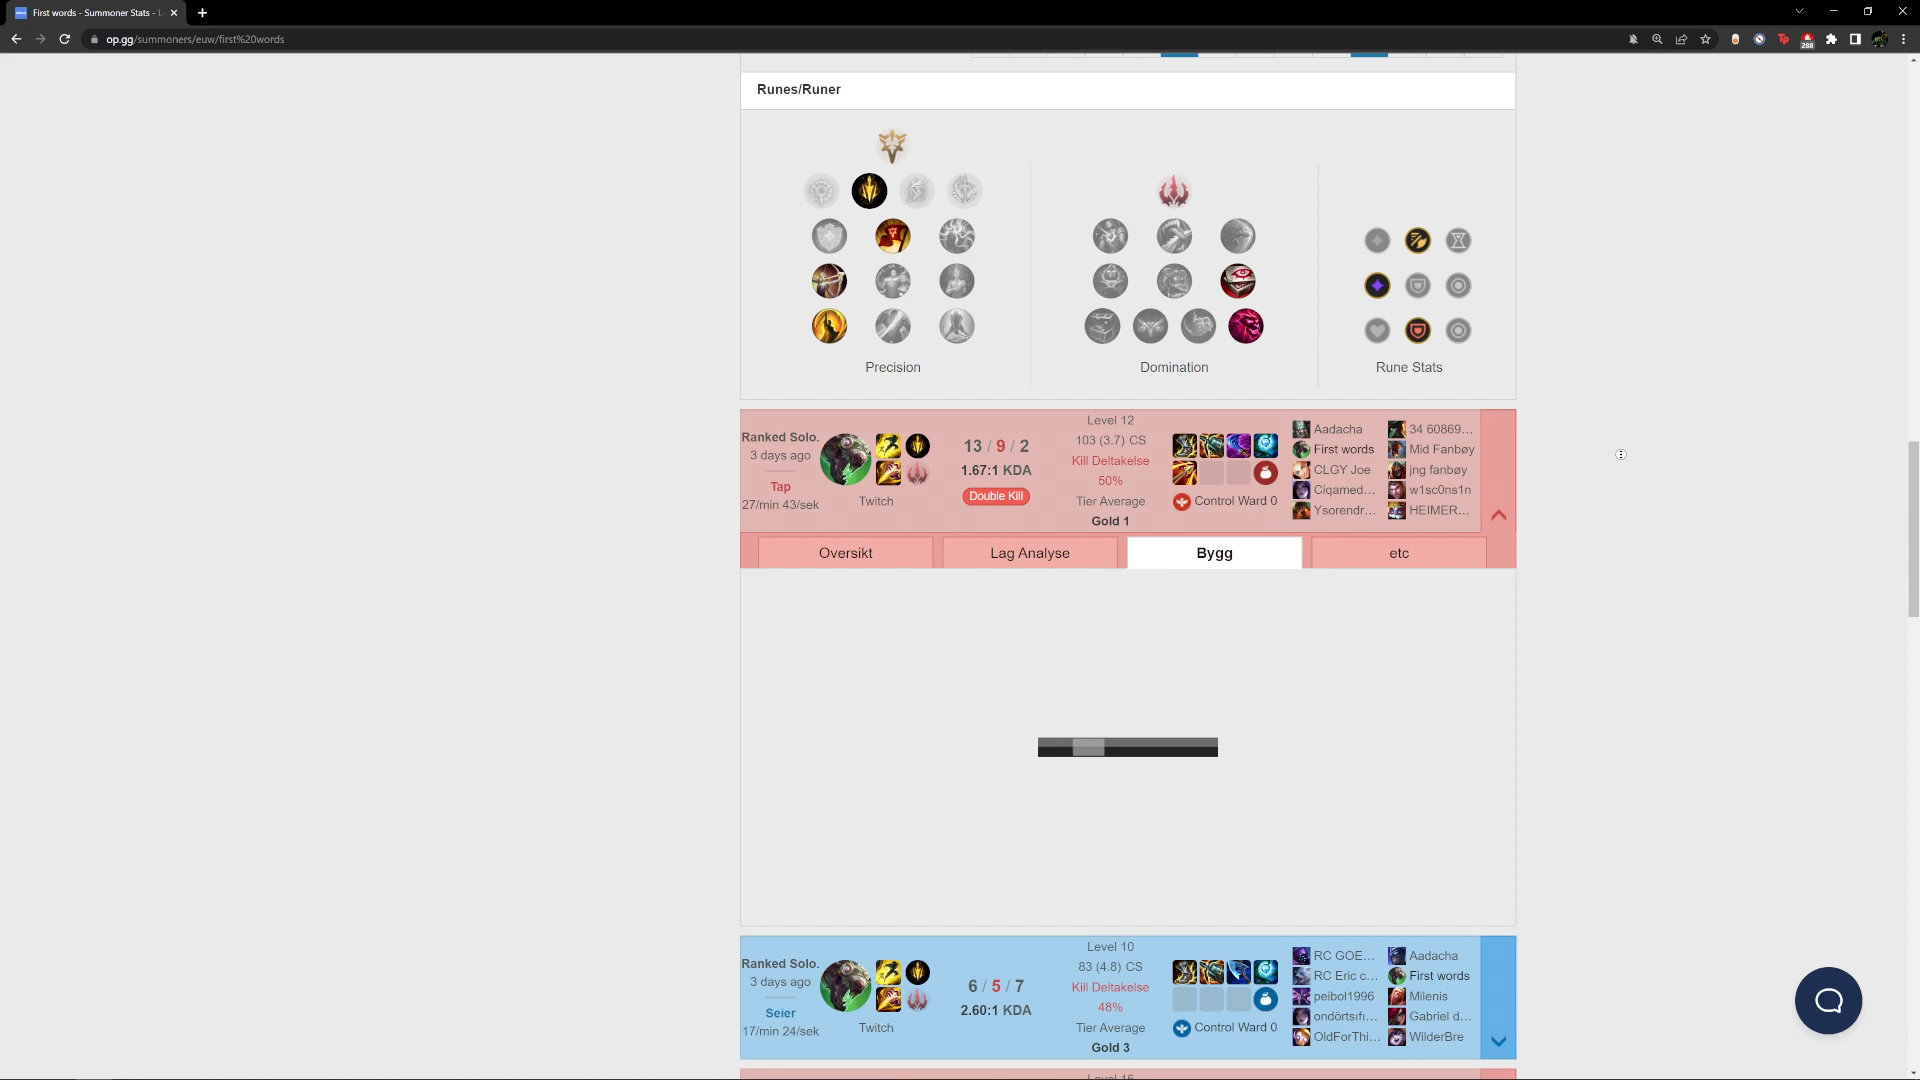 First words - Summoner Stats - L
op.gg/summoners/euw/first%20words
288
Runes/Runer
Precision
Domination
Rune Stats
Ranked Solo.
3 days ago
Tap
27/min 43/sek
Twitch
13 / 9 / 2
1.67:1 KDA
Double Kill
Level 12
103 (3.7) CS
Kill Deltakelse
50%
Tier Average
Gold 1
Control Ward 0
Aadacha
First words
CLGY Joe
Ciqamed...
Ysorendr...
34 60869...
Mid Fanbøy
jng fanbøy
w1sc0ns1n
HEIMER...
Oversikt
Lag Analyse
Bygg
etc
Ranked Solo.
3 days ago
Seier
17/min 24/sek
Twitch
6 / 5 / 7
2.60:1 KDA
Level 10
83 (4.8) CS
Kill Deltakelse
48%
Tier Average
Gold 3
Control Ward 0
RC GOE...
RC Eric c...
peibol1996
ondörtsıfı...
OldForThi...
Aadacha
First words
Milenis
Gabriel d...
WilderBre